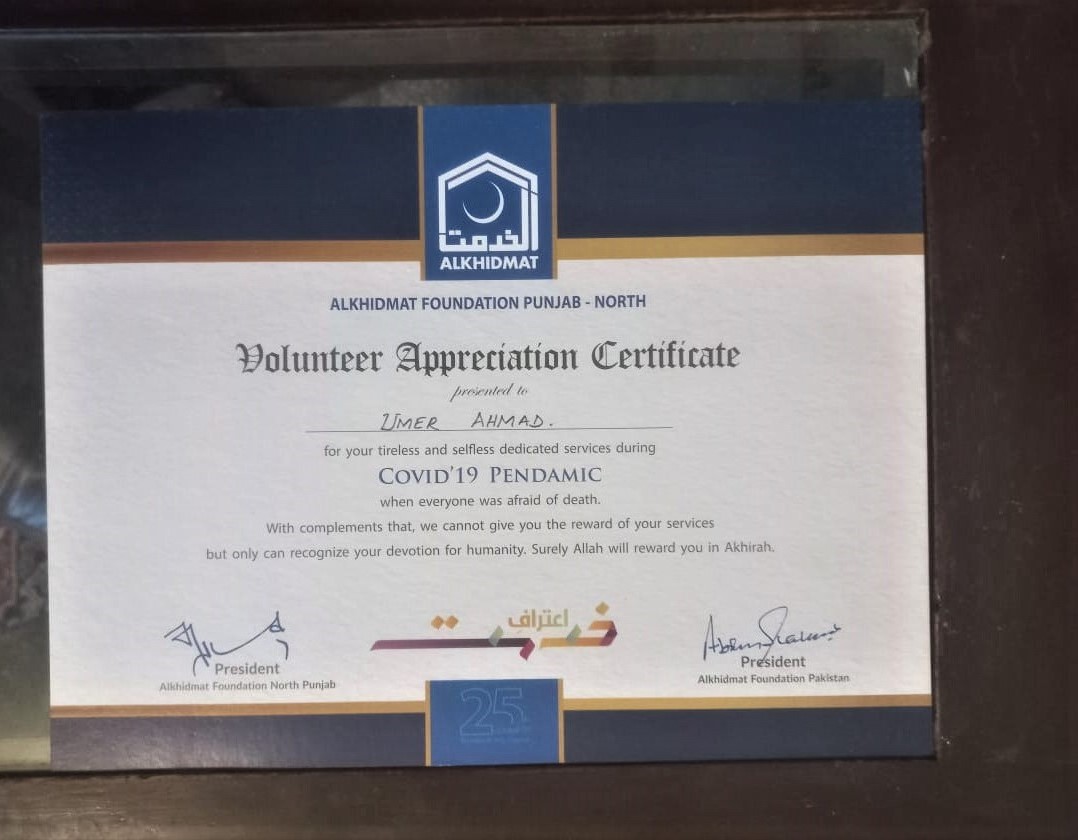 الخدمت
ALKHIDMAT
ALKHIDMAT FOUNDATION PUNJAB - NORTH
Volunteer Appreciation Certificate
presented to
UMER AHMAD.
for your tireless and selfless dedicated services during
COVID'19 PENDAMIC
when everyone was afraid of death.
With complements that, we cannot give you the reward of your services
but only can recognize your devotion for humanity. Surely Allah will reward you in Akhirah.
اعتراف
خدمت
President
Alkhidmat Foundation North Punjab
President
Alkhidmat Foundation Pakistan
25